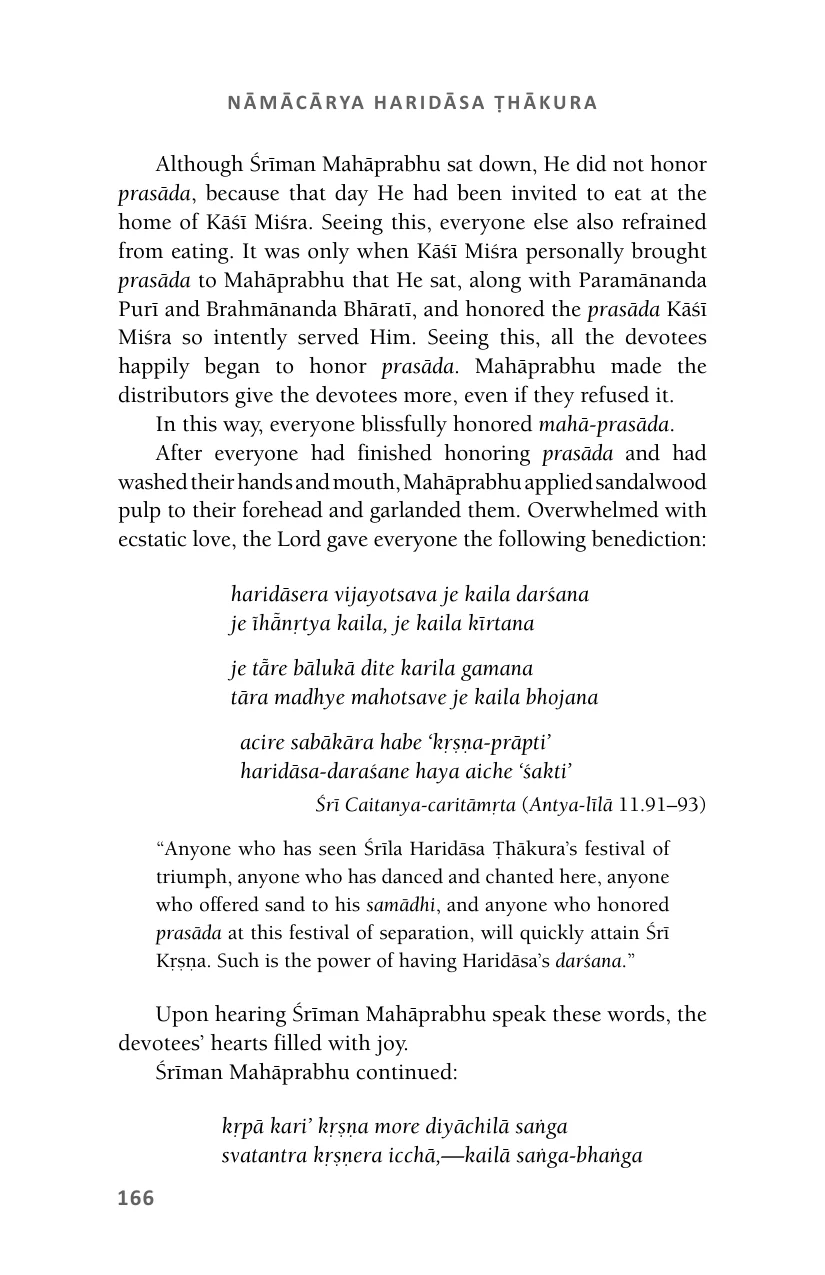 NĀMĀCĀRYA HARIDĀSA ṬHĀKURA
Although Śrīman Mahāprabhu sat down, He did not honor
prasāda, because that day He had been invited to eat at the
home of Kāśī Miśra. Seeing this, everyone else also refrained
from eating. It was only when Kāśī Miśra personally brought
prasāda to Mahāprabhu that He sat, along with Paramānanda
Purī and Brahmānanda Bhāratī, and honored the prasāda Kāśī
Miśra so intently served Him. Seeing this, all the devotees
happily began to honor prasāda. Mahāprabhu made the
distributors give the devotees more, even if they refused it.
In this way, everyone blissfully honored mahā-prasāda.
After everyone had finished honoring prasāda and had
washed their hands and mouth, Mahāprabhu applied sandalwood
pulp to their forehead and garlanded them. Overwhelmed with
ecstatic love, the Lord gave everyone the following benediction:
haridāsera vijayotsava je kaila darśana
je īhā̃nṛtya kaila, je kaila kīrtana
je tā̃re bālukā dite karila gamana
tāra madhye mahotsave je kaila bhojana
acire sabākāra habe ‘kṛṣṇa-prāpti’
haridāsa-daraśane haya aiche ‘śakti’
Śrī Caitanya-caritāmṛta (Antya-līlā 11.91–93)
“Anyone who has seen Śrīla Haridāsa Ṭhākura’s festival of
triumph, anyone who has danced and chanted here, anyone
who offered sand to his samādhi, and anyone who honored
prasāda at this festival of separation, will quickly attain Śrī
Kṛṣṇa. Such is the power of having Haridāsa’s darśana.”
Upon hearing Śrīman Mahāprabhu speak these words, the
devotees’ hearts filled with joy.
Śrīman Mahāprabhu continued:
kṛpā kari’ kṛṣṇa more diyāchilā saṅga
svatantra kṛṣṇera icchā,—kailā saṅga-bhaṅga
166